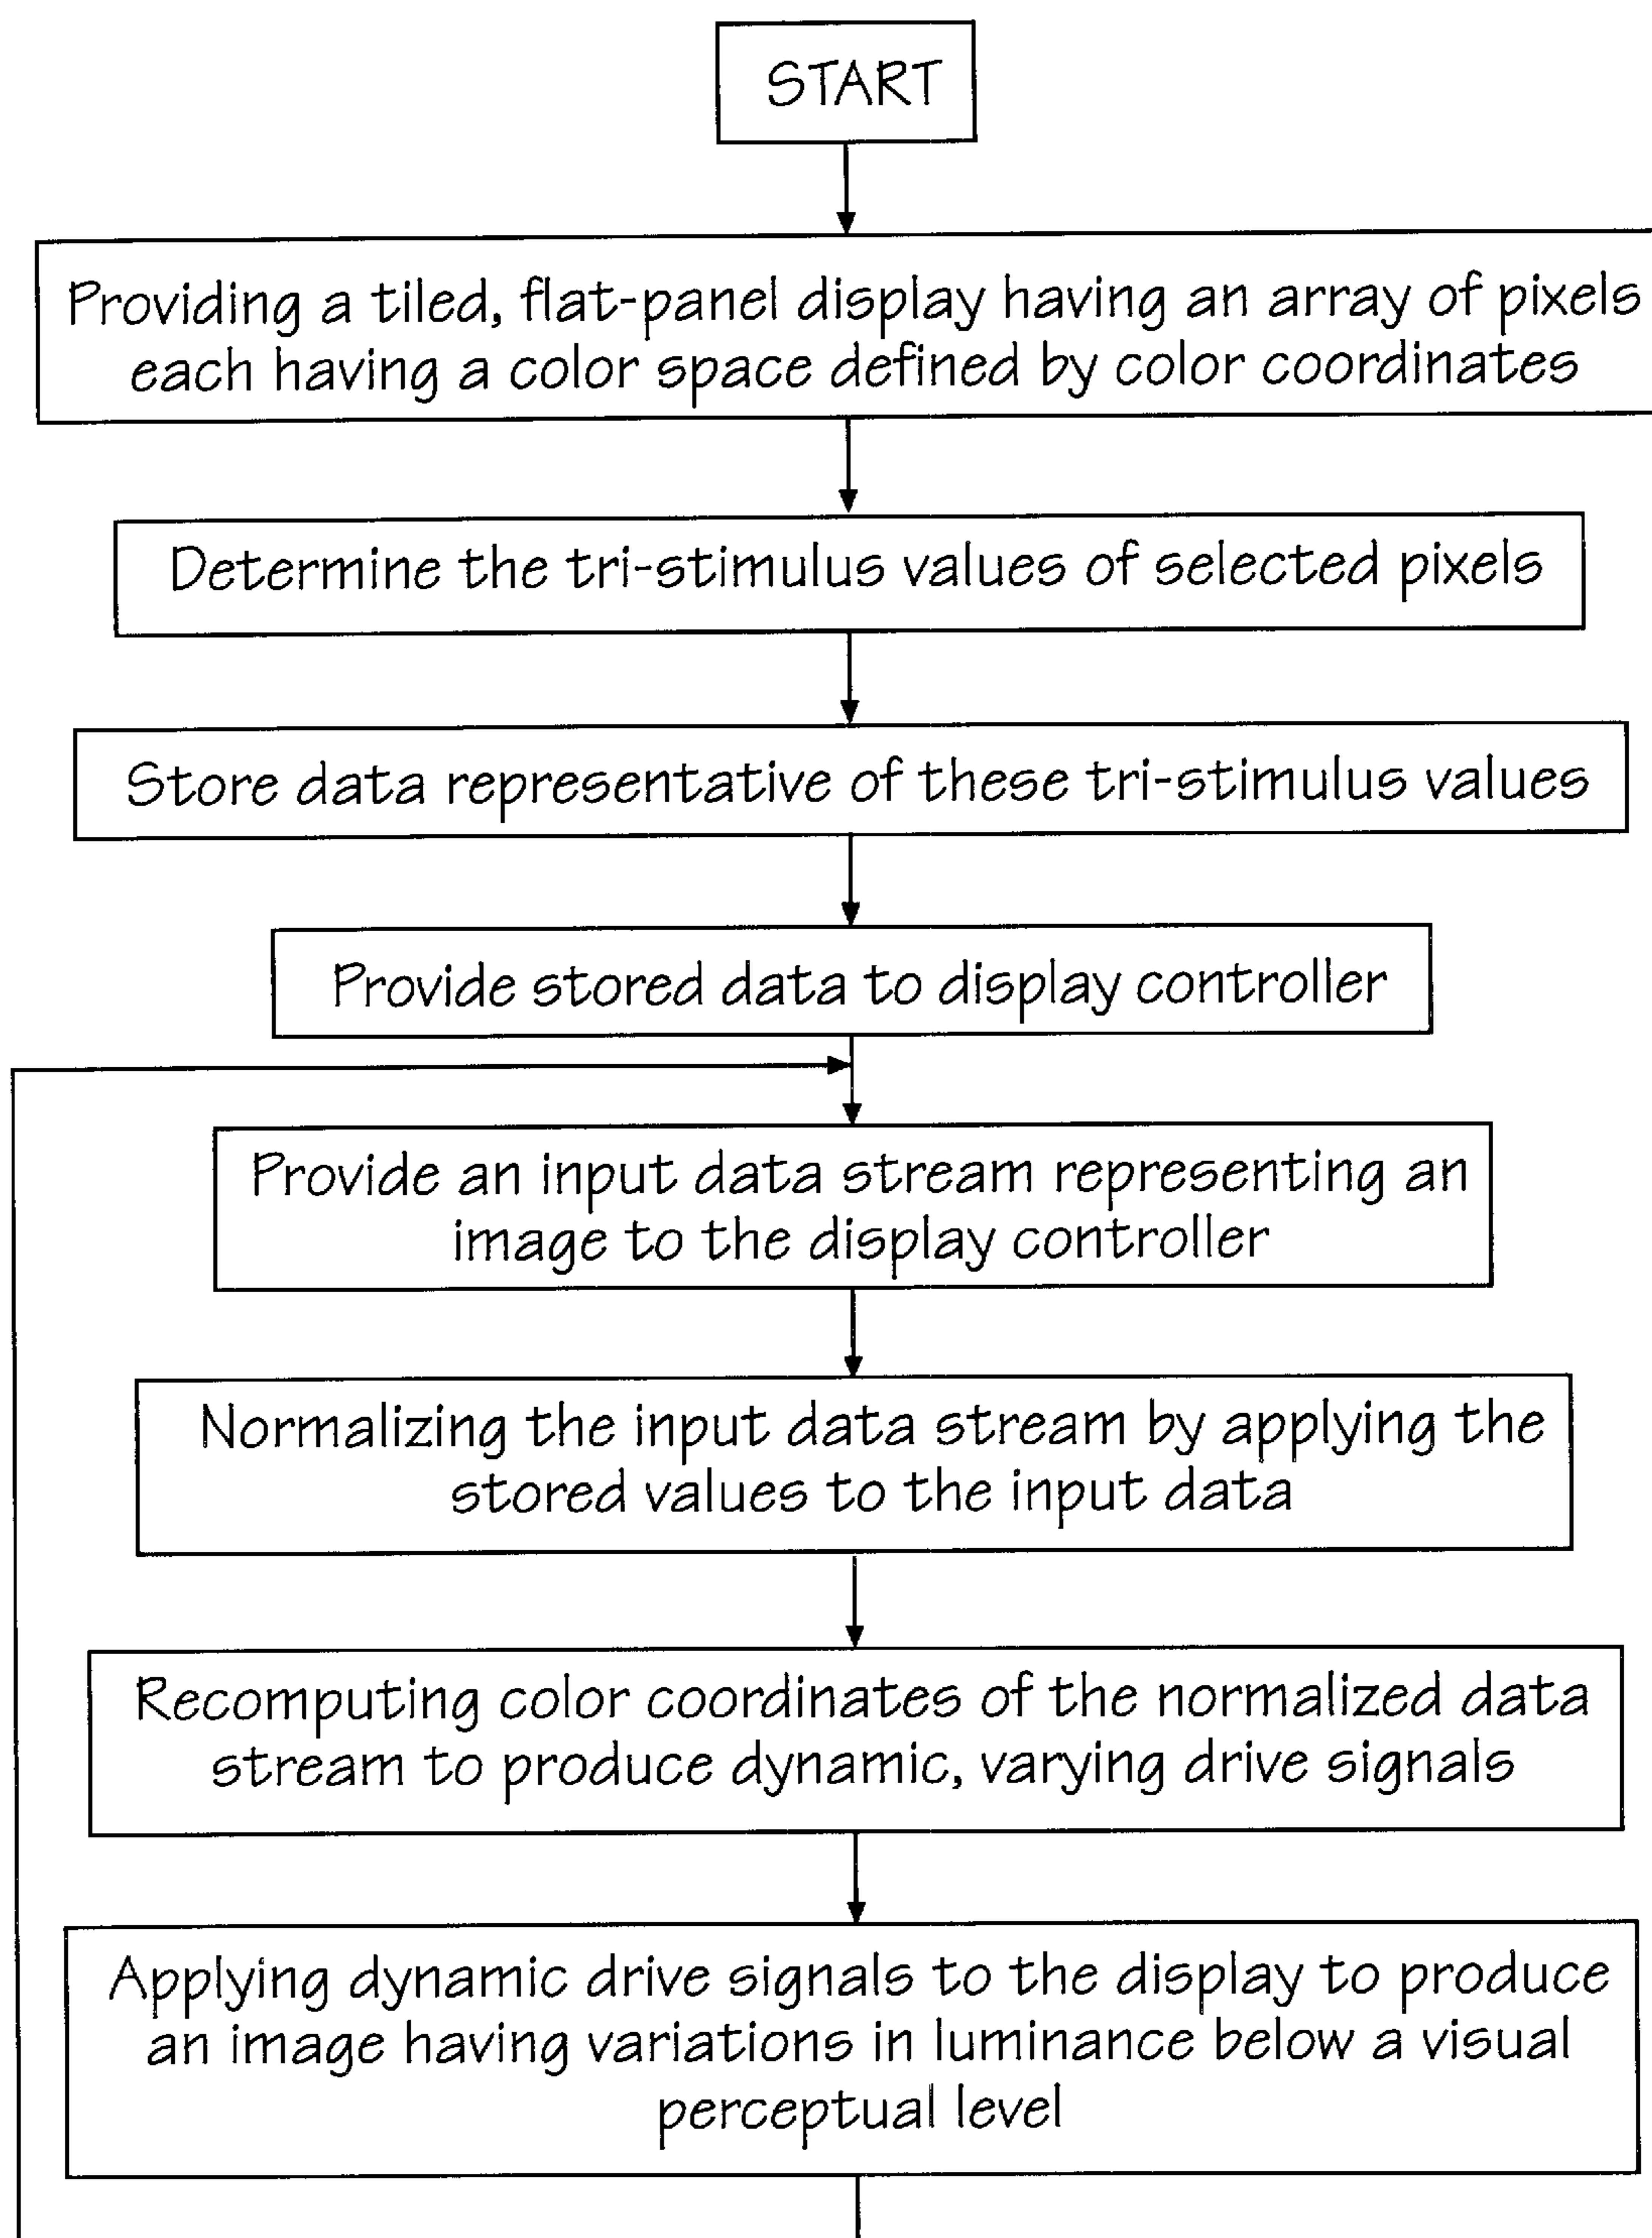 START
Providing a tiled, flat-panel display having an array of pixels
each having a color space defined by color coordinates
Determine the tri-stimulus values of selected pixels
Store data representative of these tri-stimulus values
Provide stored data to display controller
Provide an input data stream representing an
image to the display controller
Normalizing the input data stream by applying the
stored values to the input data
Recomputing color coordinates of the normalized data
stream to produce dynamic, varying drive signals
Applying dynamic drive signals to the display to produce
an image having variations in luminance below a visual
perceptual level